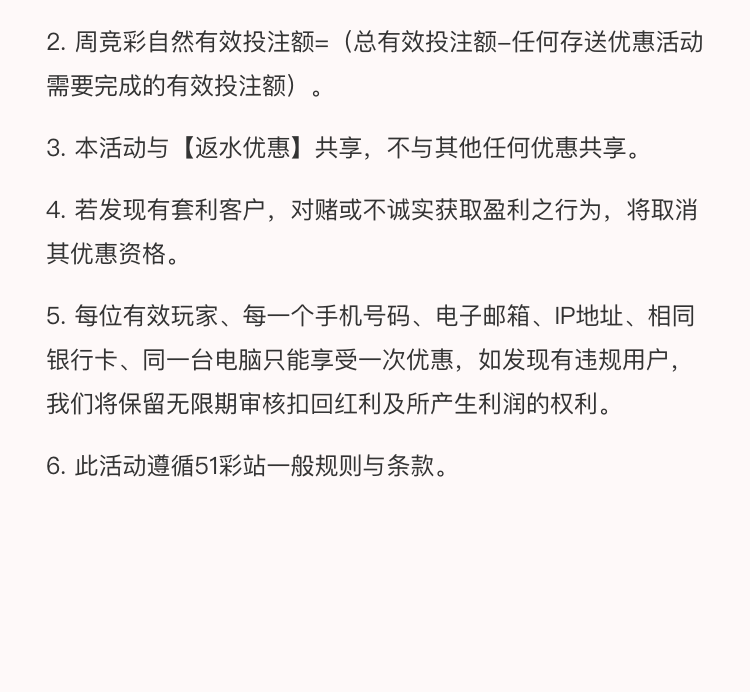 2. 周竞彩自然有效投注额=（总有效投注额–任何存送优惠活动
需要完成的有效投注额）。
3. 本活动与【返水优惠】共享，不与其他任何优惠共享。
4. 若发现有套利客户，对赌或不诚实获取盈利之行为，将取消
其优惠资格。
5. 每位有效玩家、每一个手机号码、电子邮箱、IP地址、相同
银行卡、同一台电脑只能享受一次优惠，如发现有违规用户，
我们将保留无限期审核扣回红利及所产生利润的权利。
6. 此活动遵循51彩站一般规则与条款。